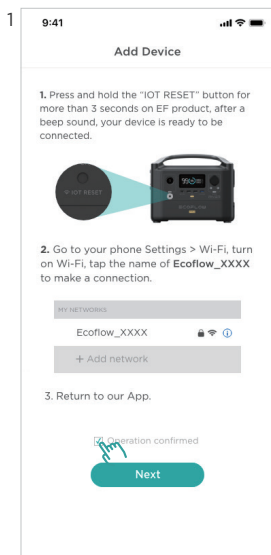 1
9:41
Add Device
1. Press and hold the “IOT RESET” button for
more than 3 seconds on EF product, after a
beep sound, your device is ready to be
connected.
IOT RESET
2. Go to your phone Settings > Wi-Fi, turn
on Wi-Fi, tap the name of Ecoflow_XXXX
to make a connection.
MY NETWORKS
Ecoflow_XXXX
+ Add network
3. Return to our App.
Operation confirmed
Next